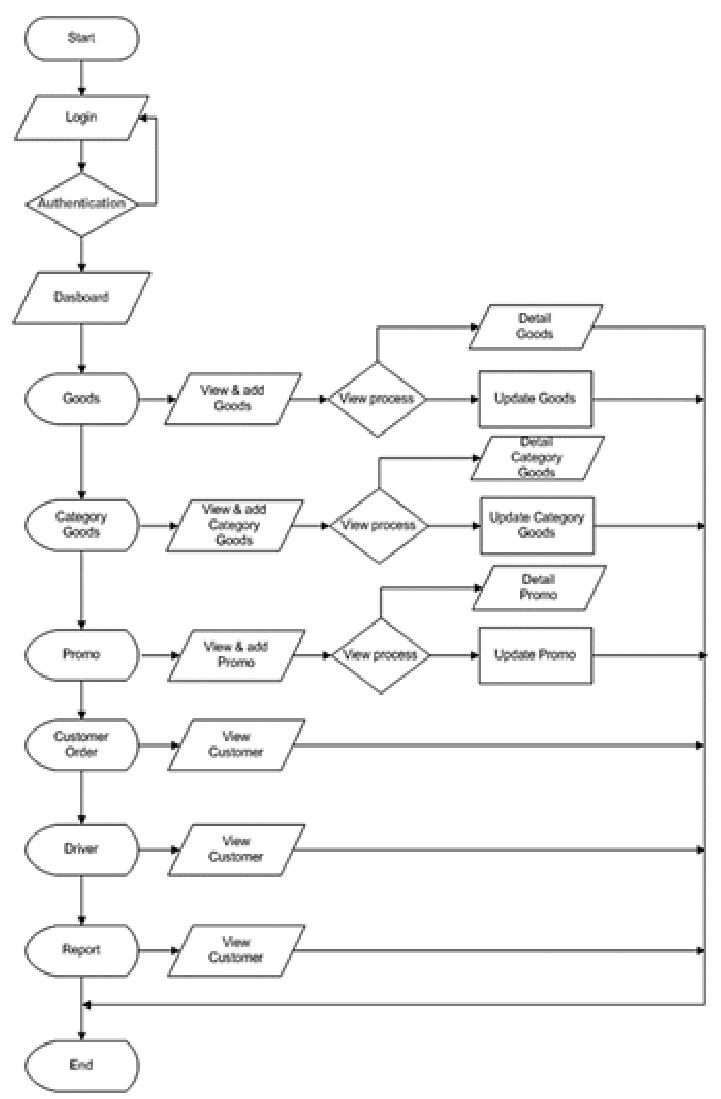 Start
Login
Authentication
Dasboard
Detail
Goods
Goods
View & add
Goods
View process
Update Goods
Detail
Category
Goods
Category
Goods
View & add
Category
Goods
View process
Update Category
Goods
Detail
Promo
Promo
View & add
Promo
View process
Update Promo
Customer
Order
View
Customer
Driver
View
Customer
Report
View
Customer
End